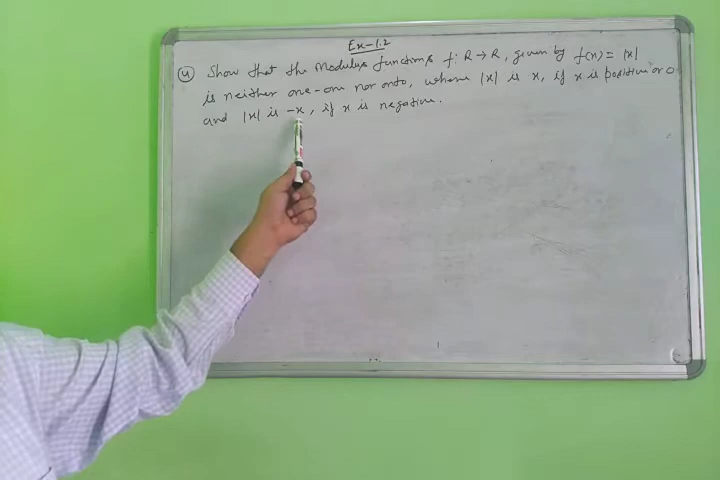 Ex-1.2
4 Show that the Modulus functions f: R → R, given by f(n) = |x|
is neither one-one nor onto, where |x| is x, if x is positive or 0
and |x| is -x, if x is negative.